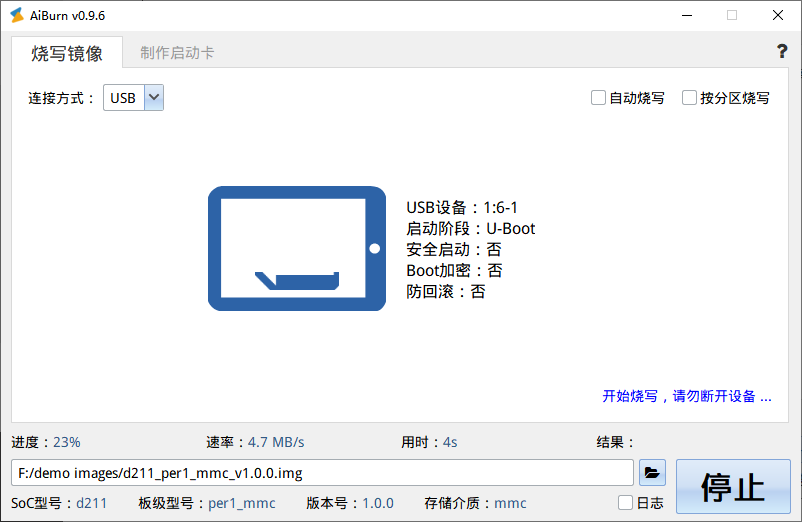 AiBurn v0.9.6
烧写镜像 制作启动卡 ?
连接方式： USB 自动烧写 按分区烧写
USB设备：1:6-1
启动阶段：U-Boot
安全启动：否
Boot加密：否
防回滚：否
开始烧写，请勿断开设备 ...
进度：23% 速率：4.7 MB/s 用时：4s 结果：
F:/demo images/d211_per1_mmc_v1.0.0.img
停止
SoC型号：d211 板级型号：per1_mmc 版本号：1.0.0 存储介质：mmc 日志